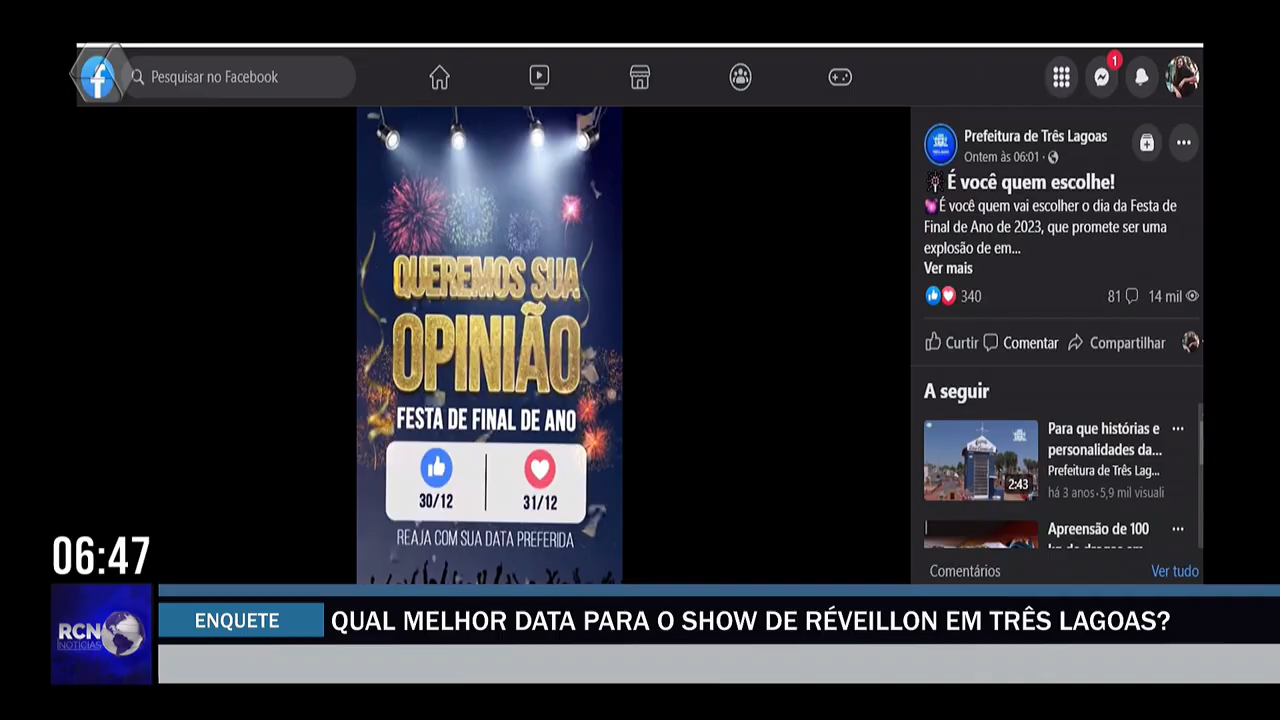 Pesquisar no Facebook
1
Prefeitura de Três Lagoas
Ontem às 06:01 ·
É você quem escolhe!
É você quem vai escolher o dia da Festa de
Final de Ano de 2023, que promete ser uma
explosão de em...
Ver mais
340
81
14 mil
Curtir
Comentar
Compartilhar
A seguir
Para que histórias e
personalidades da...
Prefeitura de Três Lag...
há 3 anos · 5,9 mil visuali
2:43
Apreensão de 100
Comentários
Ver tudo
QUEREMOS SUA
OPINIÃO
FESTA DE FINAL DE ANO
30/12
31/12
REAJA COM SUA DATA PREFERIDA
06:47
RCN
NOTÍCIAS
ENQUETE
QUAL MELHOR DATA PARA O SHOW DE RÉVEILLON EM TRÊS LAGOAS?